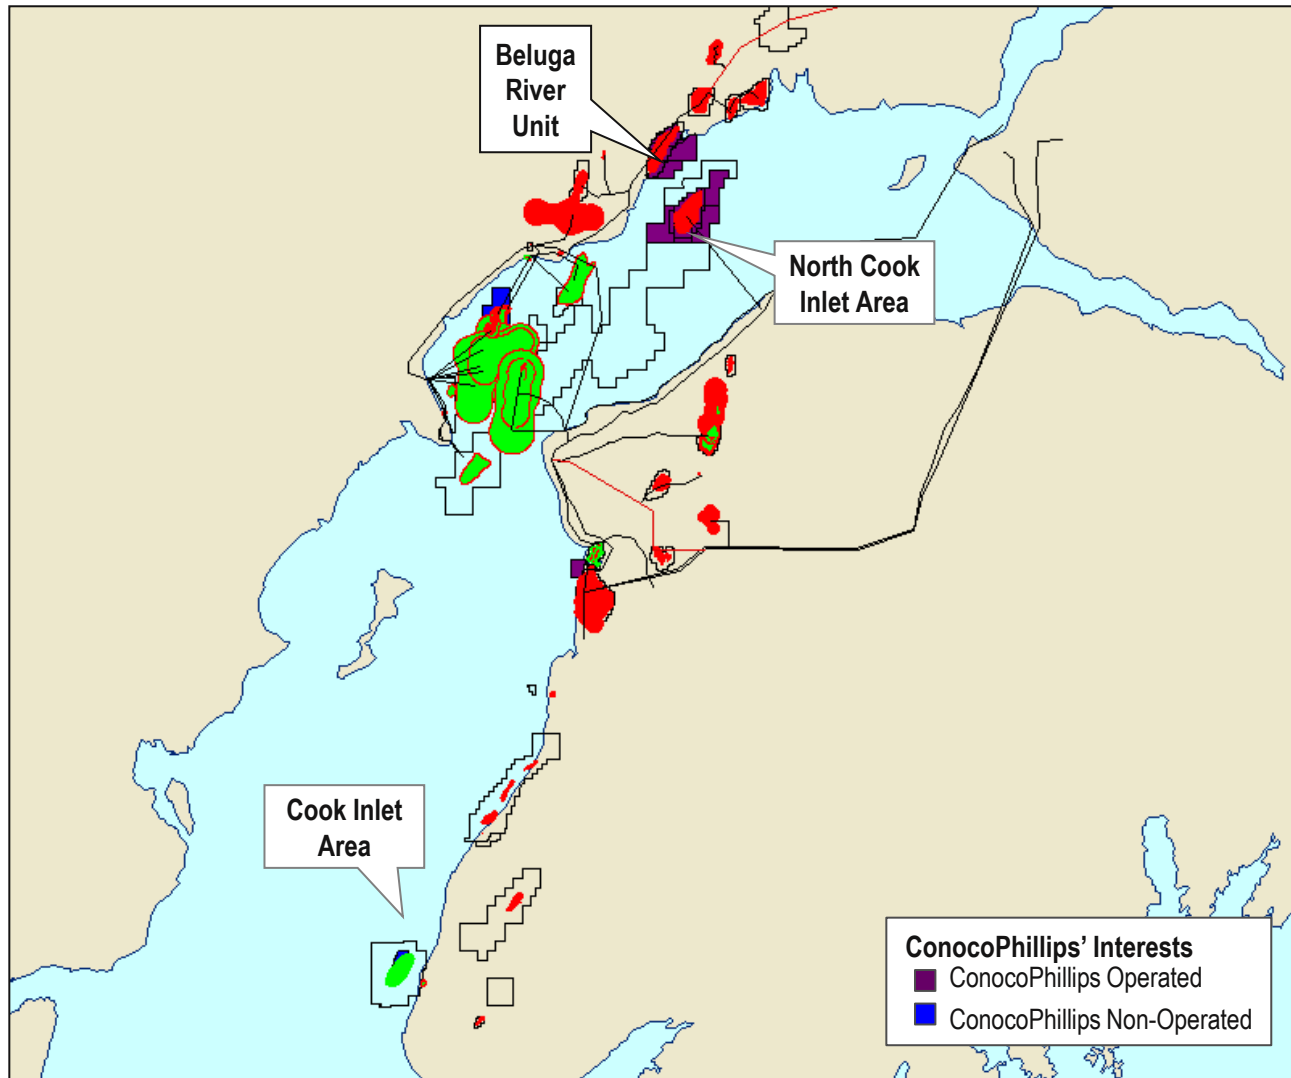 Beluga
River
Unit
North Cook
Inlet Area
Cook Inlet
Area
ConocoPhillips’ Interests
ConocoPhillips Operated
ConocoPhillips Non-Operated